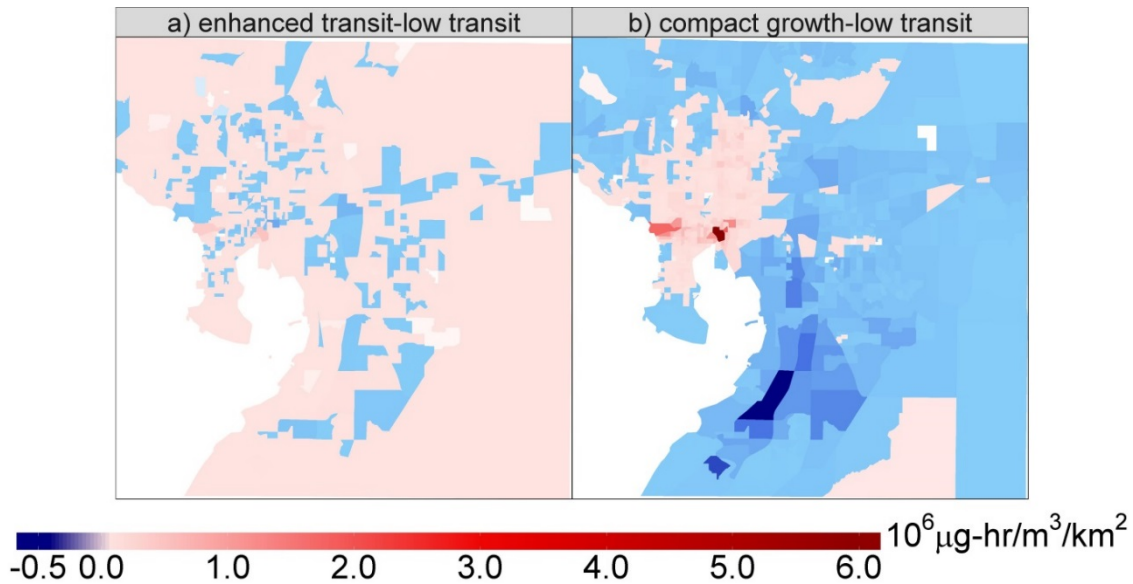 a) enhanced transit-low transit
b) compact growth-low transit
10⁶μg-hr/m³/km²
-0.5 0.0 1.0 2.0 3.0 4.0 5.0 6.0